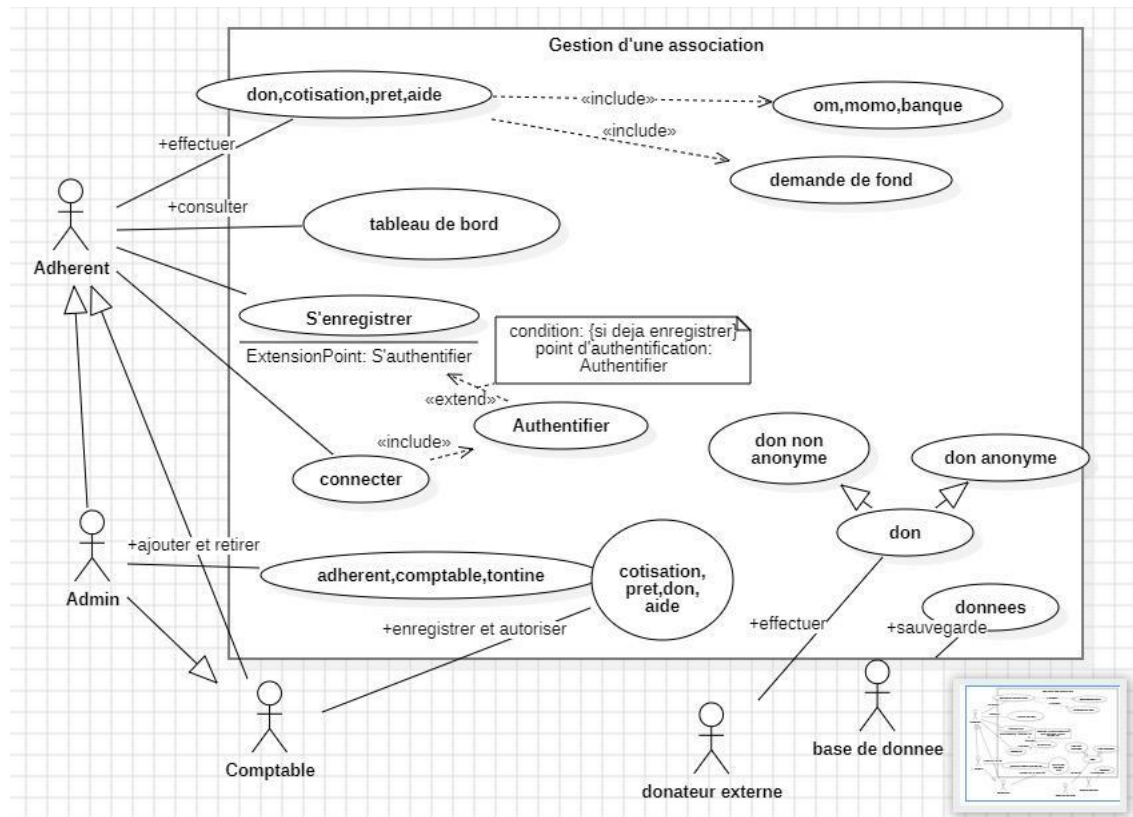 Gestion d'une association
don,cotisation,pret,aide
«include»
om,momo,banque
«include»
demande de fond
+effectuer
+consulter
tableau de bord
Adherent
S'enregistrer
ExtensionPoint: S'authentifier
condition: {si deja enregistrer}
point d'authentification:
Authentifier
«extend»
Authentifier
«include»
connecter
don non
anonyme
don anonyme
don
+ajouter et retirer
Admin
adherent,comptable,tontine
cotisation,
pret,don,
aide
+enregistrer et autoriser
+effectuer
donnees
+sauvegarde
Comptable
donateur externe
base de donnee